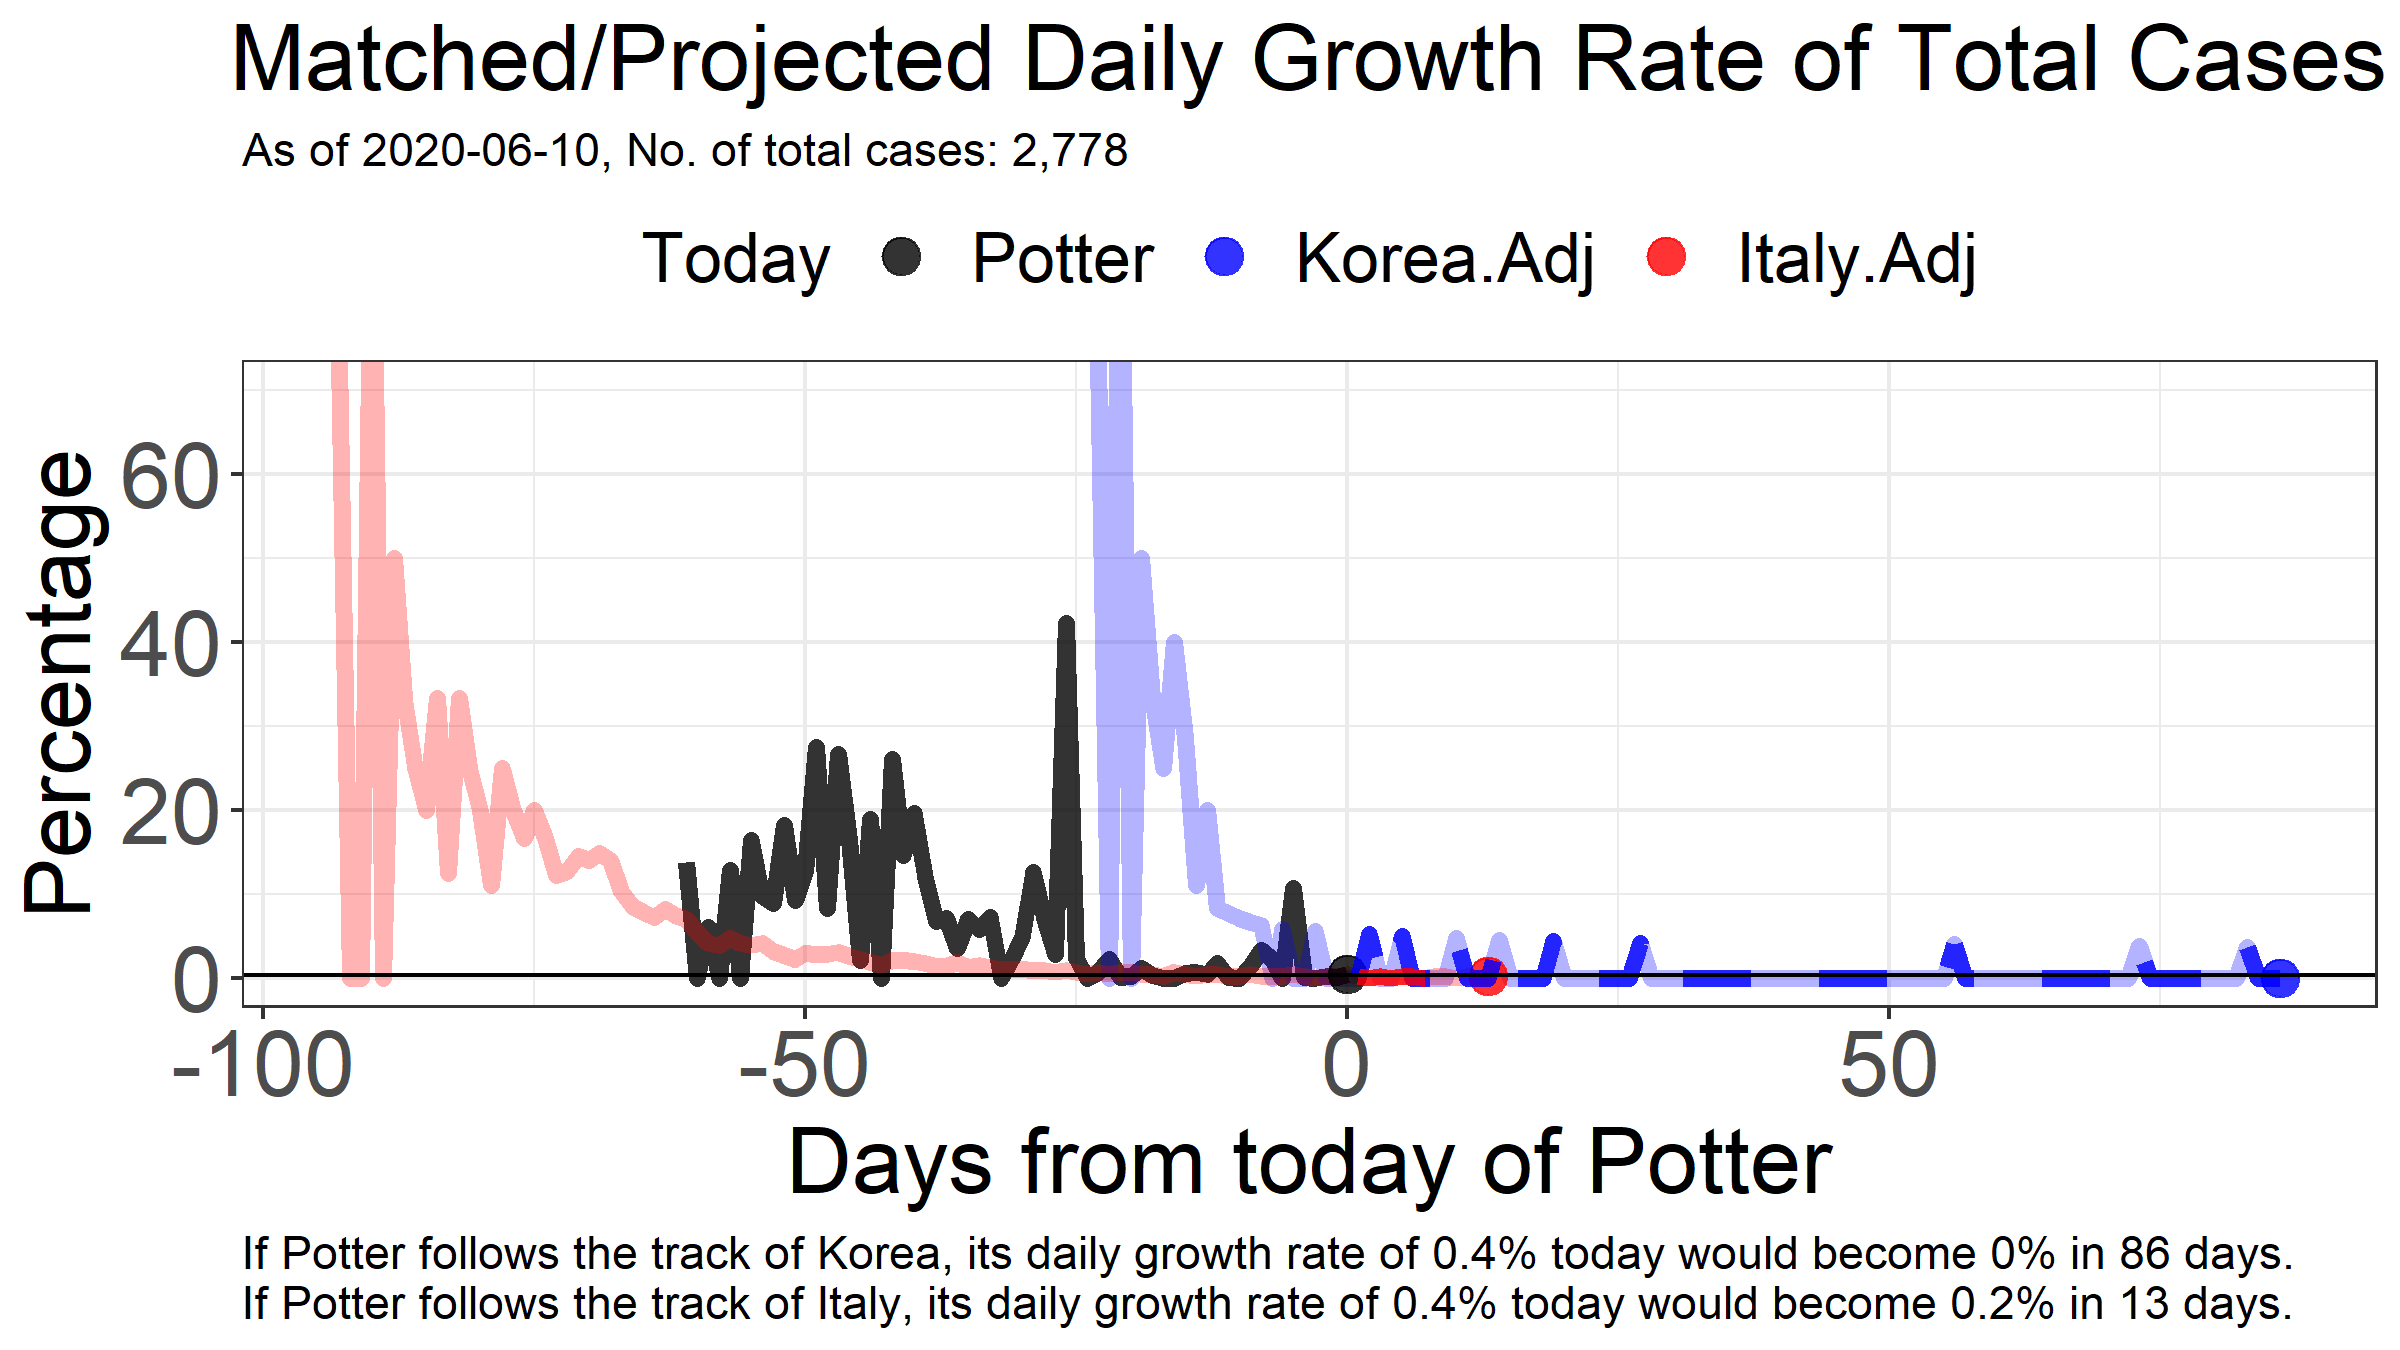 Matched/Projected Daily Growth Rate of Total Cases
As of 2020-06-10, No. of total cases: 2,778
Today Potter Korea.Adj Italy.Adj
Percentage
60
40
20
0
-100 -50 0 50
Days from today of Potter
If Potter follows the track of Korea, its daily growth rate of 0.4% today would become 0% in 86 days.
If Potter follows the track of Italy, its daily growth rate of 0.4% today would become 0.2% in 13 days.